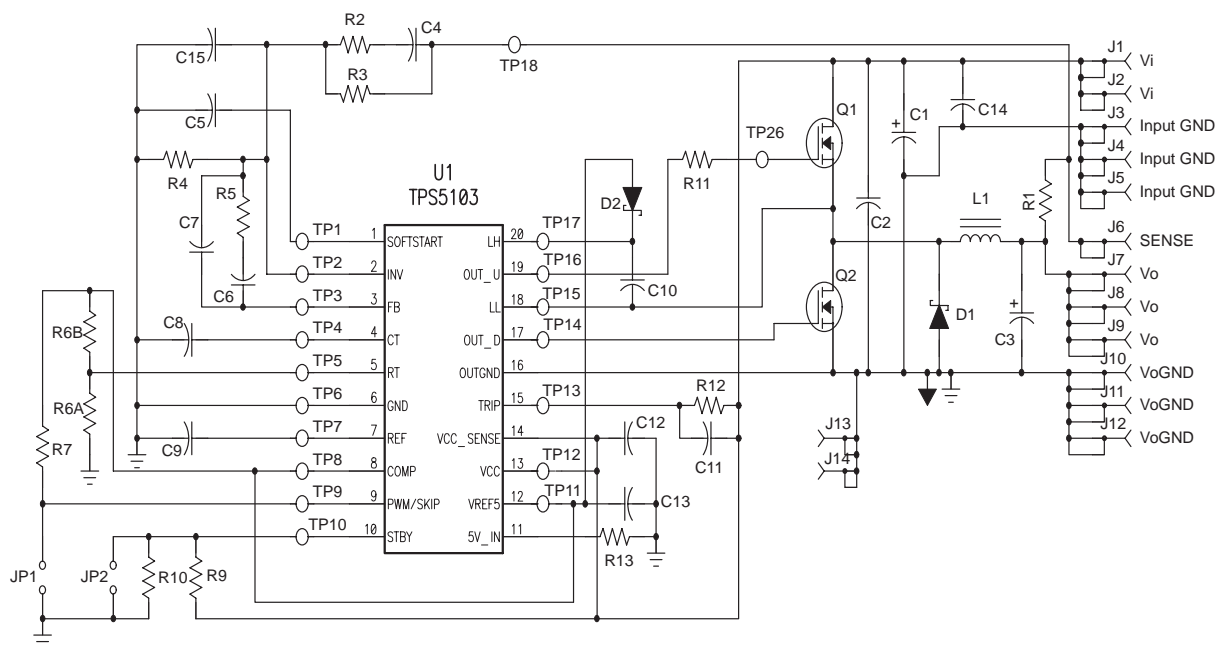 R2
C4
J1
C15
TP18
Vi
R3
J2
Vi
C5
J3
Q1
C1
C14
Input GND
TP26
J4
Input GND
R4
U1
TPS5103
R11
J5
Input GND
R5
D2
R1
C7
C2
L1
TP1
1
SOFTSTART
LH
20
TP17
J6
SENSE
TP2
2
INV
OUT_U
19
TP16
J7
Vo
C6
TP3
3
FB
LL
18
TP15
C10
Q2
J8
Vo
R6B
C8
TP4
4
CT
OUT_D
17
TP14
D1
C3
J9
Vo
TP5
5
RT
OUTGND
16
J10
VoGND
R6A
TP6
6
GND
TRIP
15
TP13
R12
J11
VoGND
R7
C9
TP7
7
REF
VCC_SENSE
14
C12
C11
J13
J12
VoGND
TP8
8
COMP
VCC
13
TP12
J14
TP9
9
PWM/SKIP
VREF5
12
TP11
C13
TP10
10
STBY
5V_IN
11
R13
JP1
JP2
R10
R9